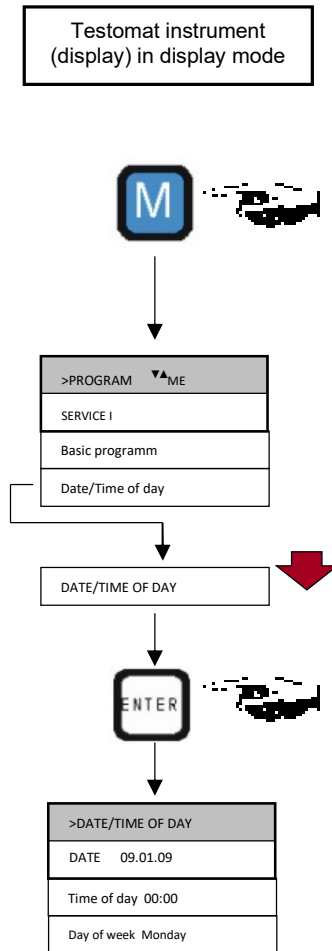 Testomat instrument
(display) in display mode
M
>PROGRAM ▼▲ME
SERVICE I
Basic programm
Date/Time of day
DATE/TIME OF DAY
ENTER
>DATE/TIME OF DAY
DATE 09.01.09
Time of day 00:00
Day of week Monday